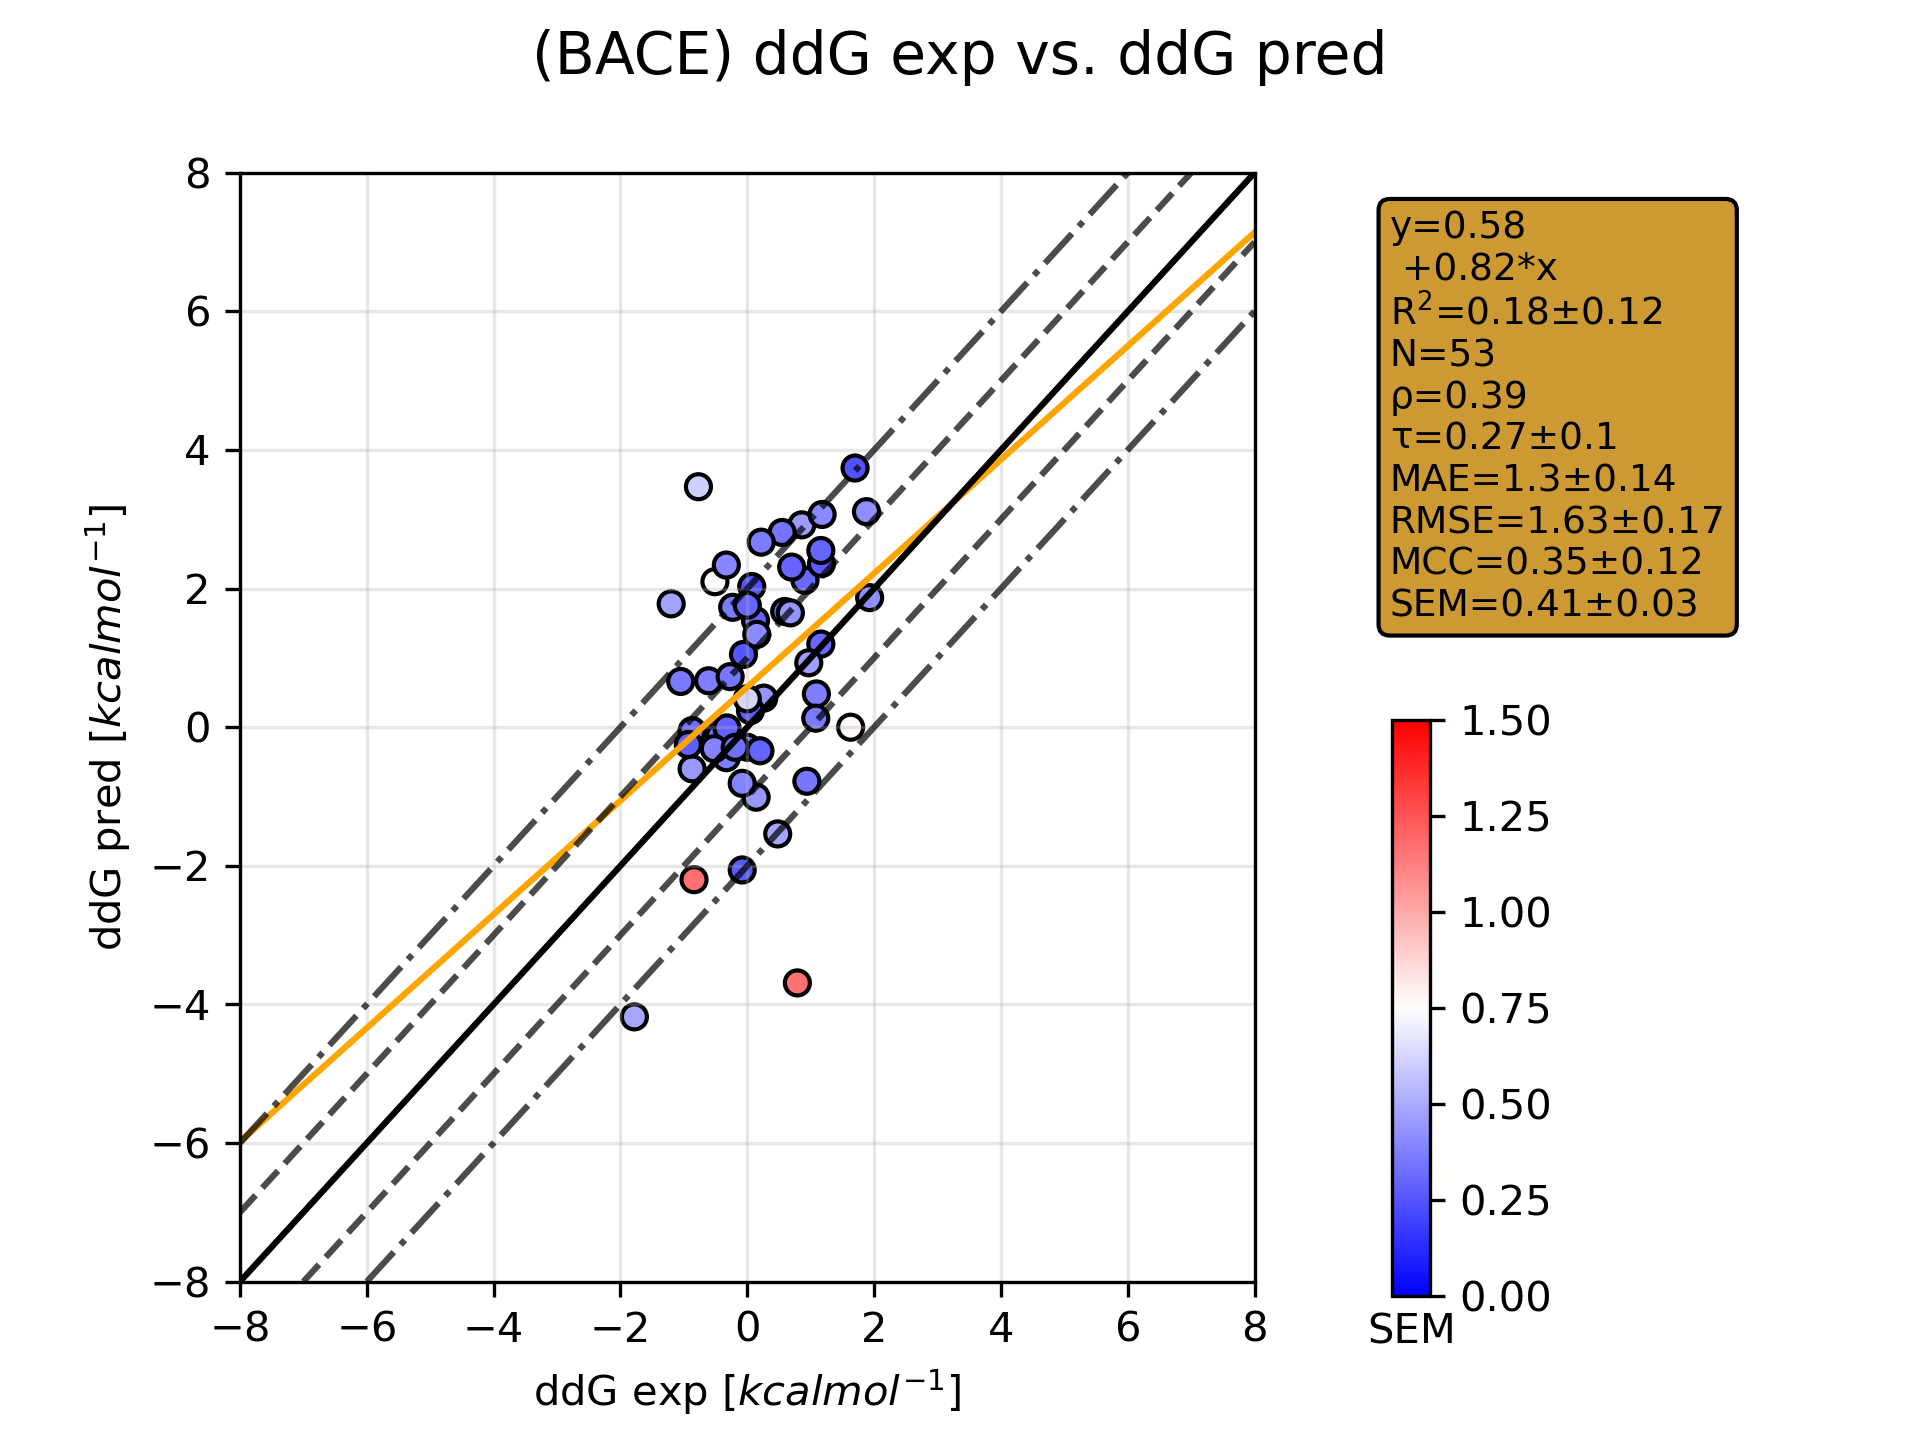 (BACE) ddG exp vs. ddG pred
8
6
4
2
0
−2
−4
−6
−8
ddG pred [kcalmol⁻¹]
−8 −6 −4 −2 0 2 4 6 8
ddG exp [kcalmol⁻¹]
y=0.58
+0.82*x
R²=0.18±0.12
N=53
ρ=0.39
τ=0.27±0.1
MAE=1.3±0.14
RMSE=1.63±0.17
MCC=0.35±0.12
SEM=0.41±0.03
1.50
1.25
1.00
0.75
0.50
0.25
0.00
SEM